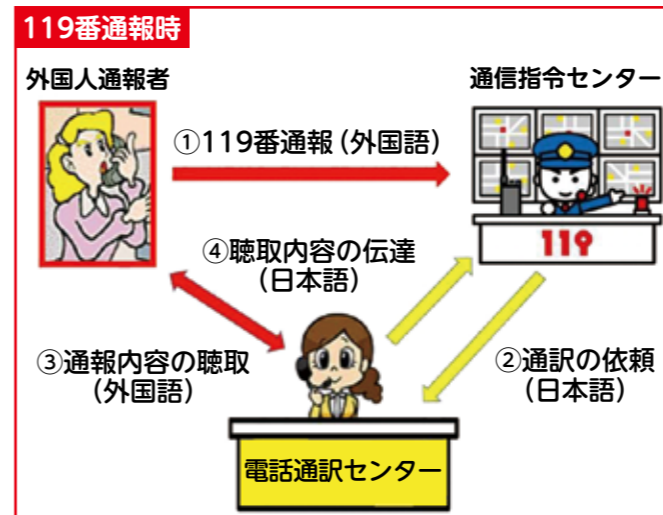 119番通報時
外国人通報者
通信指令センター
①119番通報（外国語）
119
④聴取内容の伝達
（日本語）
③通報内容の聴取
（外国語）
②通訳の依頼
（日本語）
電話通訳センター